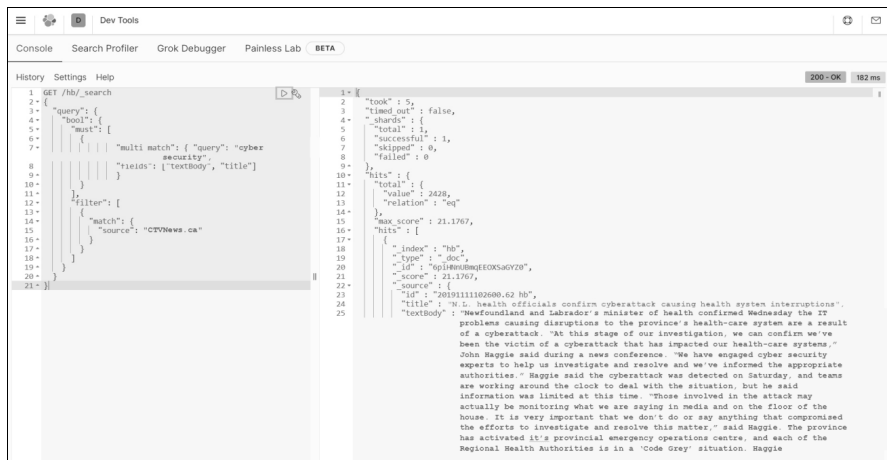 D Dev Tools
Console Search Profiler Grok Debugger Painless Lab BETA
History Settings Help
200 - OK 182 ms
1 GET /hb/_search
2 {
3 "query": {
4 "bool": {
5 "must": [
6 {
7 "multi match": { "query": "cyber
security",
8 "fields": ["textBody", "title"]
9 }
10 }
11 ],
12 "filter": [
13 {
14 "match": {
15 "source": "CTVNews.ca"
16 }
17 }
18 ]
19 }
20 }
21 }
1 {
2 "took" : 5,
3 "timed_out" : false,
4 "_shards" : {
5 "total" : 1,
6 "successful" : 1,
7 "skipped" : 0,
8 "failed" : 0
9 },
10 "hits" : {
11 "total" : {
12 "value" : 2428,
13 "relation" : "eq"
14 },
15 "max_score" : 21.1767,
16 "hits" : [
17 {
18 "_index" : "hb",
19 "_type" : "_doc",
20 "_id" : "6piHNnUBmqEEOXSaGYZ0",
21 "_score" : 21.1767,
22 "_source" : {
23 "id" : "20191111102600.62 hb",
24 "title" : "N.L. health officials confirm cyberattack causing health system interruptions",
25 "textBody" : "Newfoundland and Labrador's minister of health confirmed Wednesday the IT
problems causing disruptions to the province's health-care system are a result
of a cyberattack. "At this stage of our investigation, we can confirm we've
been the victim of a cyberattack that has impacted our health-care systems,"
John Haggie said during a news conference. "We have engaged cyber security
experts to help us investigate and resolve and we've informed the appropriate
authorities." Haggie said the cyberattack was detected on Saturday, and teams
are working around the clock to deal with the situation, but he said
information was limited at this time. "Those involved in the attack may
actually be monitoring what we are saying in media and on the floor of the
house. It is very important that we don't do or say anything that compromised
the efforts to investigate and resolve this matter," said Haggie. The province
has activated it's provincial emergency operations centre, and each of the
Regional Health Authorities is in a 'Code Grey' situation. Haggie